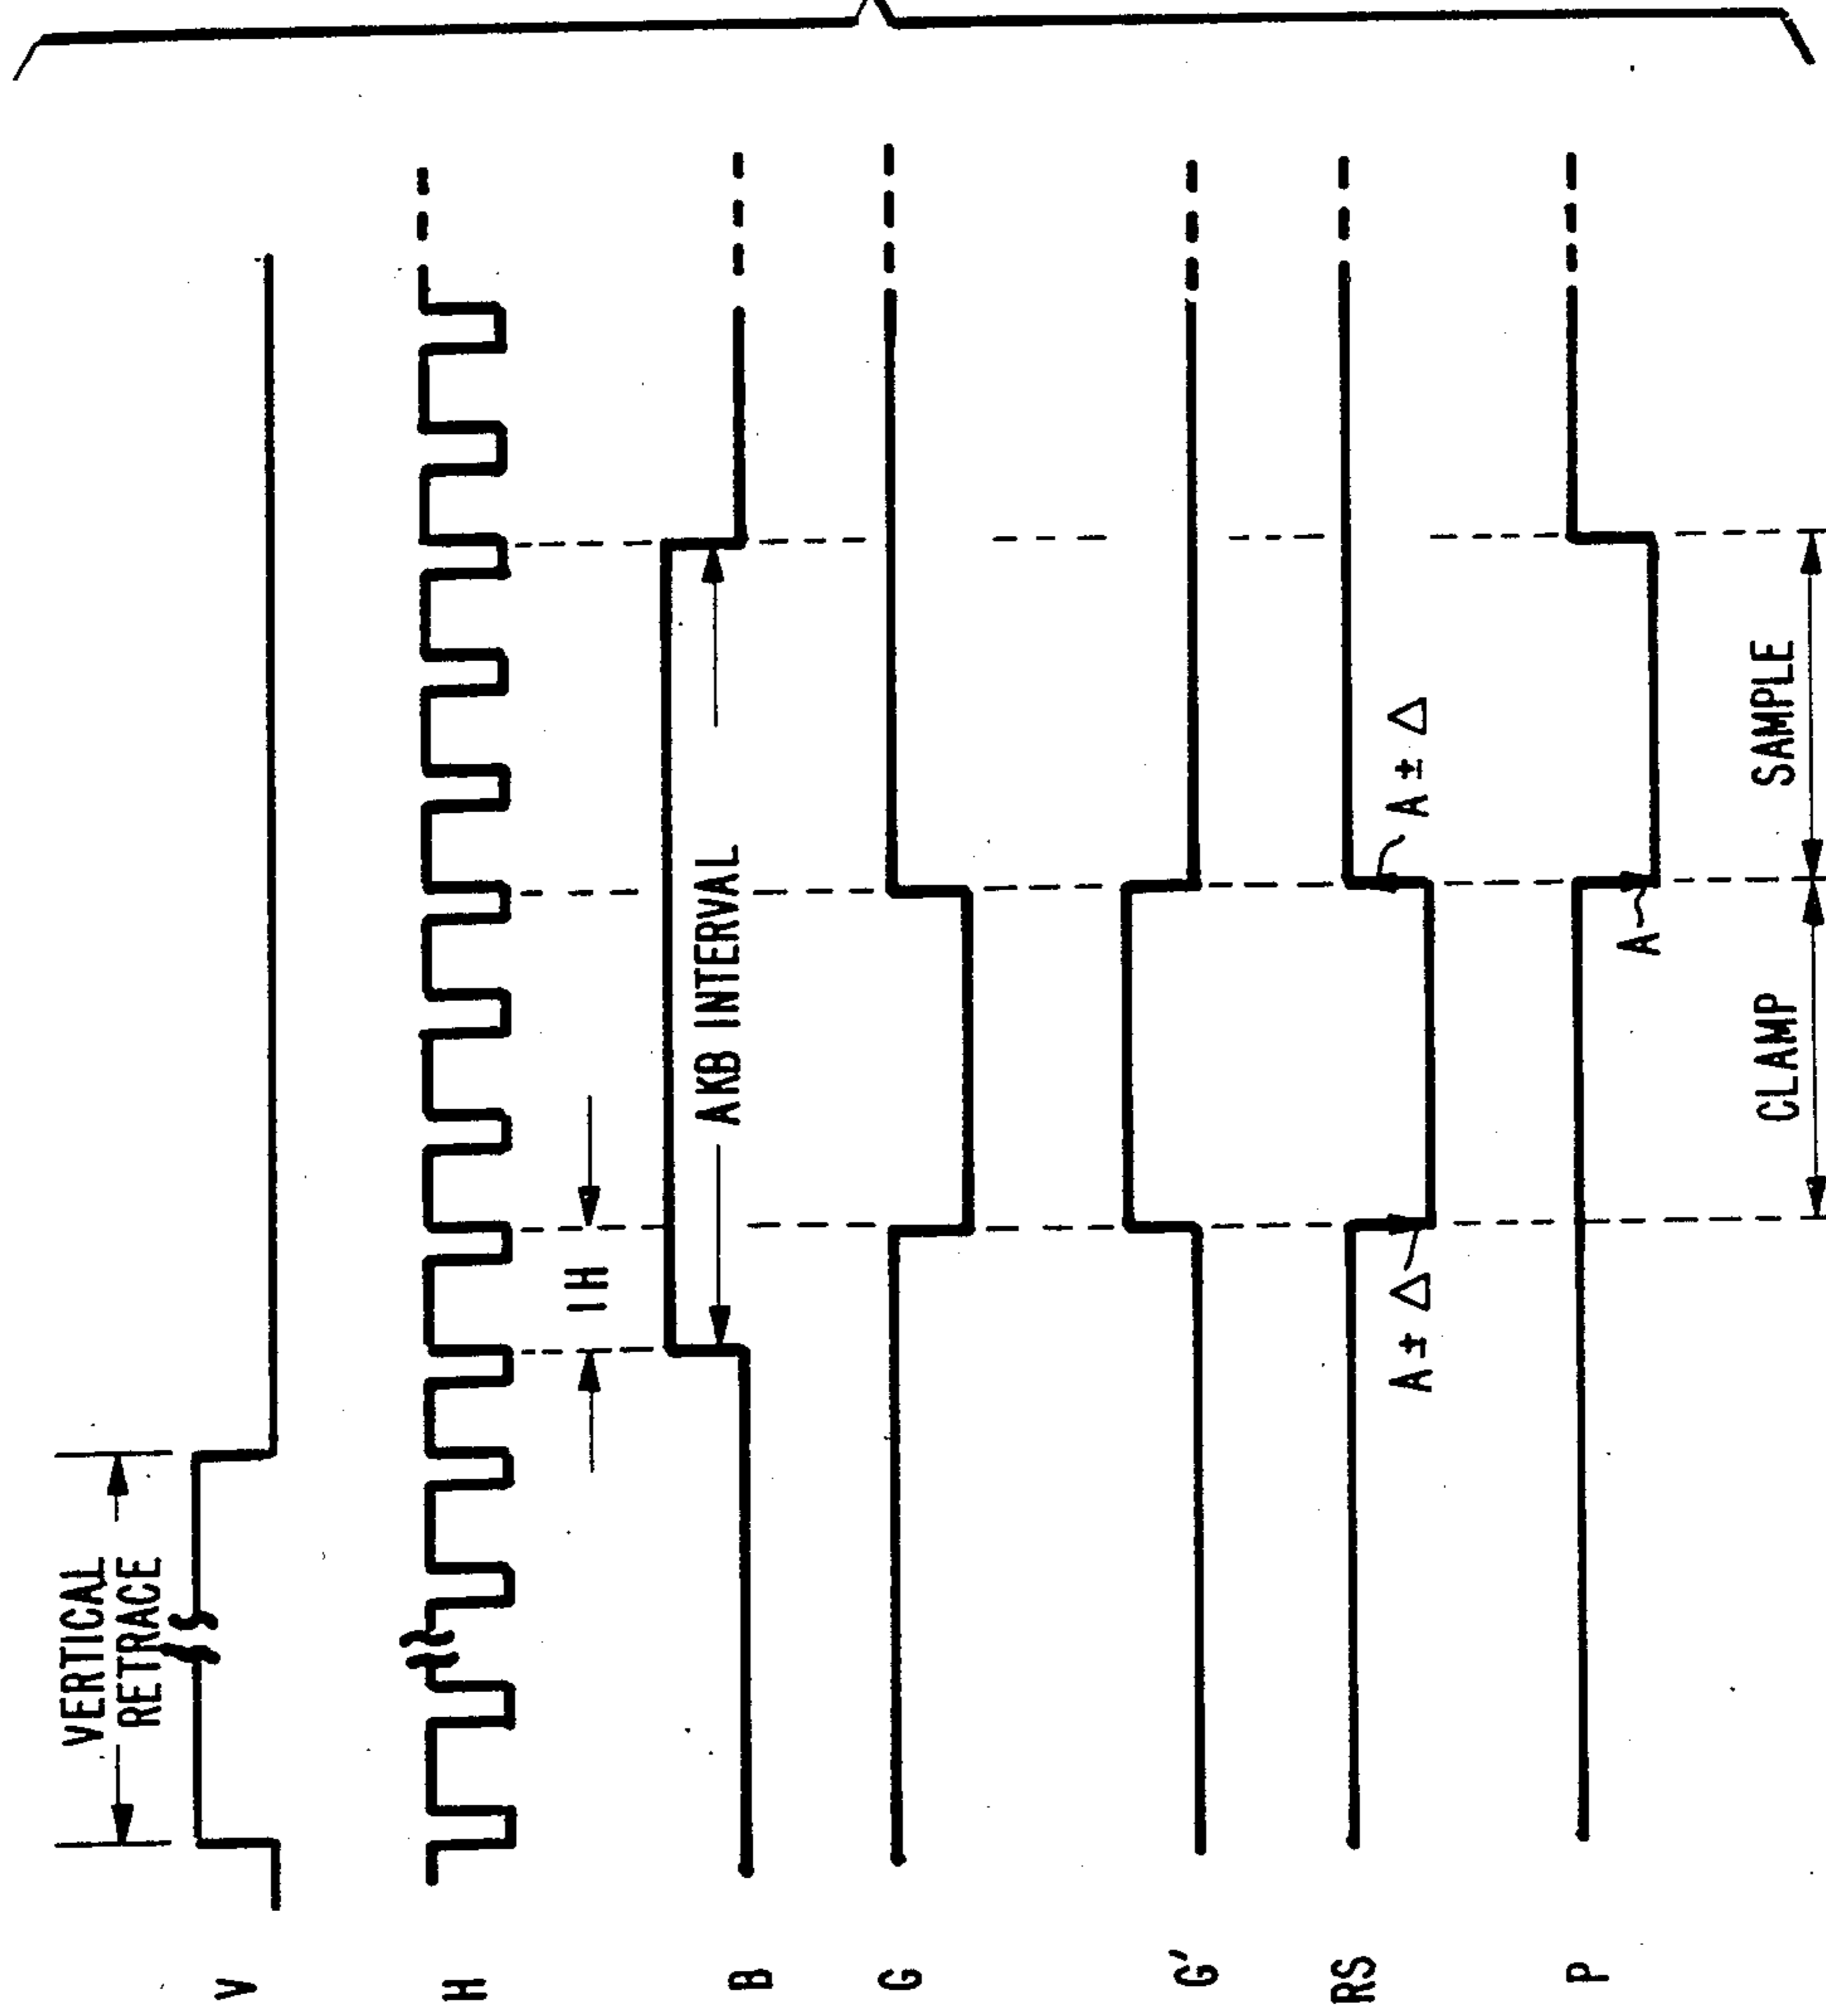 VERTICAL
RETRACE
V
H
1H
B
AKB INTERVAL
G
G′
RS
A ± Δ
A ± Δ
P
A
CLAMP
SAMPLE